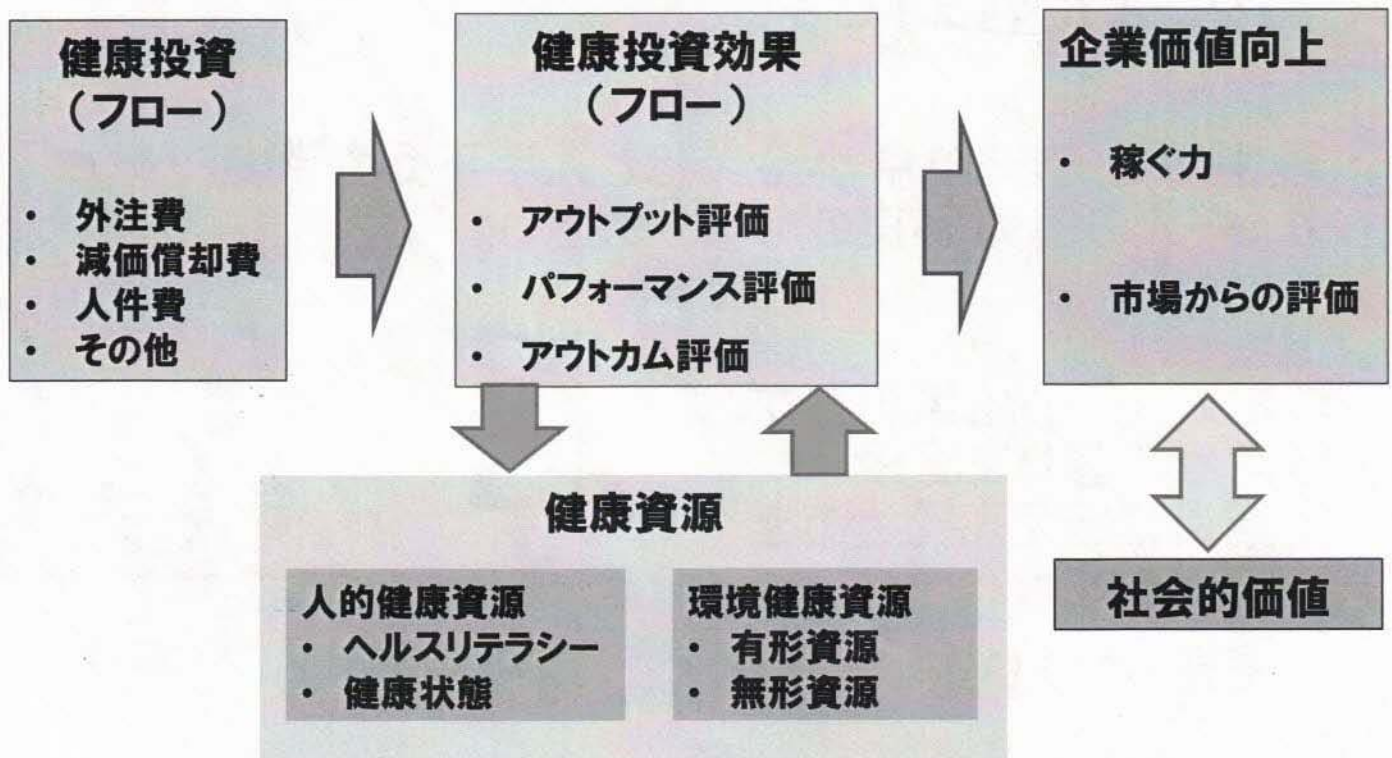 健康投資
（フロー）
・ 外注費
・ 減価償却費
・ 人件費
・ その他
健康投資効果
（フロー）
・ アウトプット評価
・ パフォーマンス評価
・ アウトカム評価
企業価値向上
・ 稼ぐ力
・ 市場からの評価
健康資源
人的健康資源
・ ヘルスリテラシー
・ 健康状態
環境健康資源
・ 有形資源
・ 無形資源
社会的価値